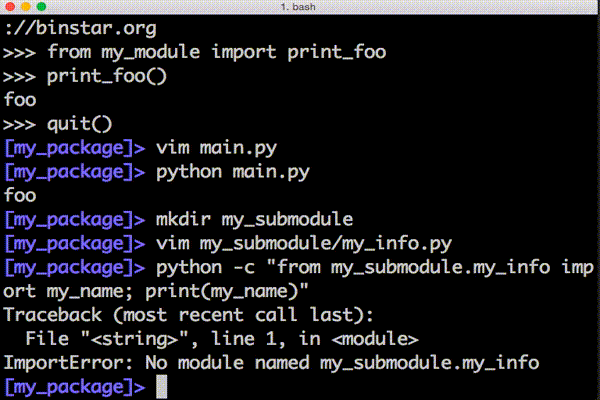 1. bash
://binstar.org
>>> from my_module import print_foo
>>> print_foo()
foo
>>> quit()
[my_package]> vim main.py
[my_package]> python main.py
foo
[my_package]> mkdir my_submodule
[my_package]> vim my_submodule/my_info.py
[my_package]> python -c "from my_submodule.my_info imp
ort my_name; print(my_name)"
Traceback (most recent call last):
  File "<string>", line 1, in <module>
ImportError: No module named my_submodule.my_info
[my_package]>